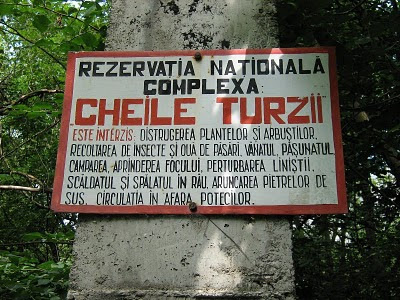 REZERVAȚIA NAȚIONALĂ
COMPLEXA:
"CHEILE TURZII"
ESTE INTERZIS: DISTRUGEREA PLANTELOR ȘI ARBUȘTILOR,
RECOLTAREA DE INSECTE ȘI OUĂ DE PĂSĂRI, VÂNATUL, PĂȘUNATUL
CAMPAREA, APRINDEREA FOCULUI, PERTURBAREA LINIȘTII,
SCĂLDATUL ȘI SPĂLATUL ÎN RÂU, ARUNCAREA PIETRELOR DE
SUS, CIRCULAȚIA ÎN AFARA POTECILOR.